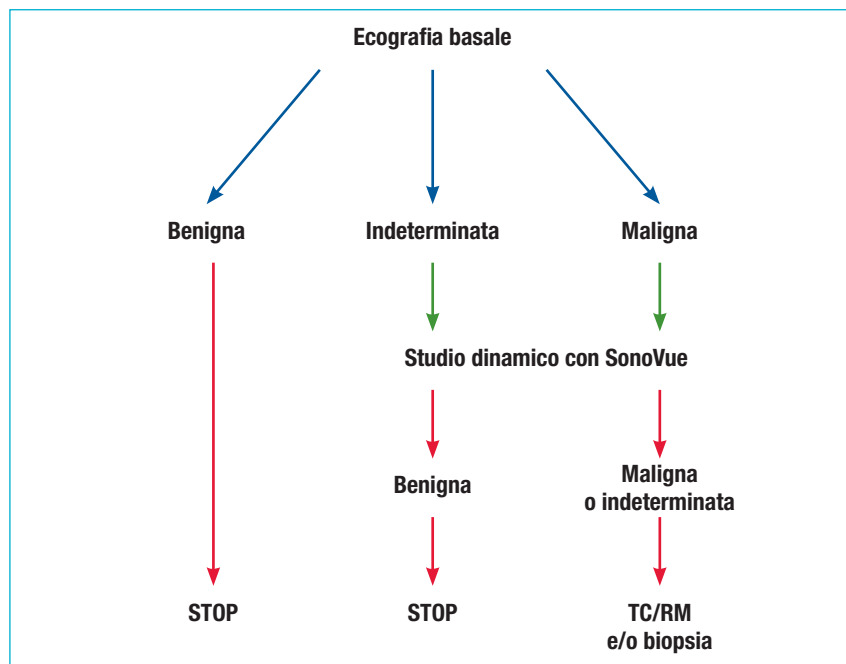 Ecografia basale
Benigna
Indeterminata
Maligna
Studio dinamico con SonoVue
Benigna
Maligna
o indeterminata
STOP
STOP
TC/RM
e/o biopsia